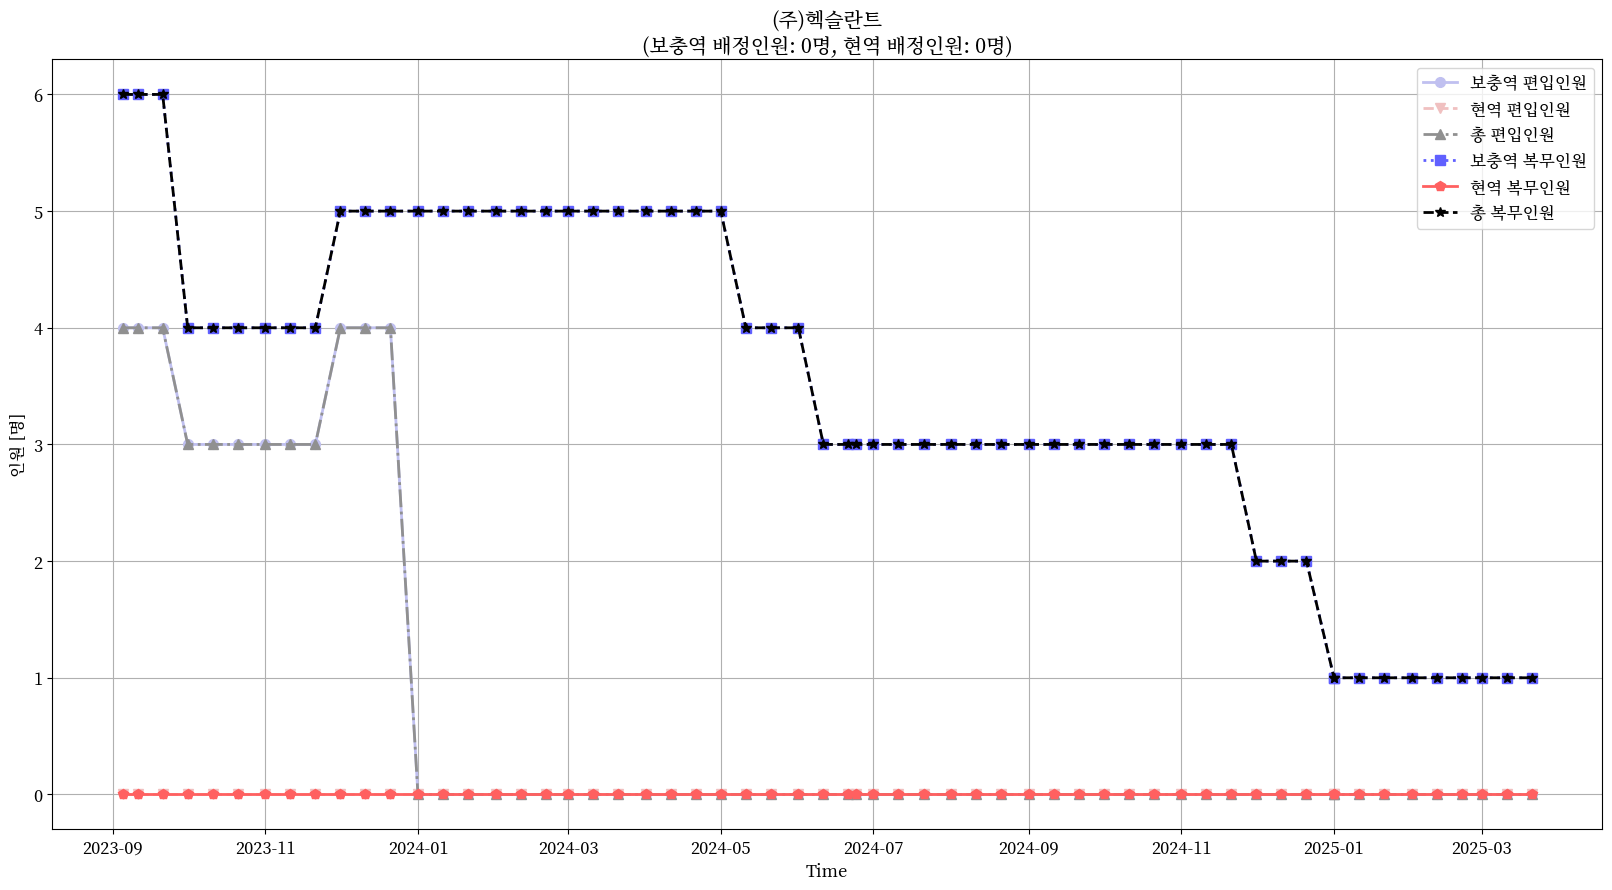 (주)헥슬란트
(보충역 배정인원: 0명, 현역 배정인원: 0명)
보충역 편입인원
현역 편입인원
총 편입인원
보충역 복무인원
현역 복무인원
총 복무인원
인원 [명]
6
5
4
3
2
1
0
2023-09
2023-11
2024-01
2024-03
2024-05
2024-07
2024-09
2024-11
2025-01
2025-03
Time